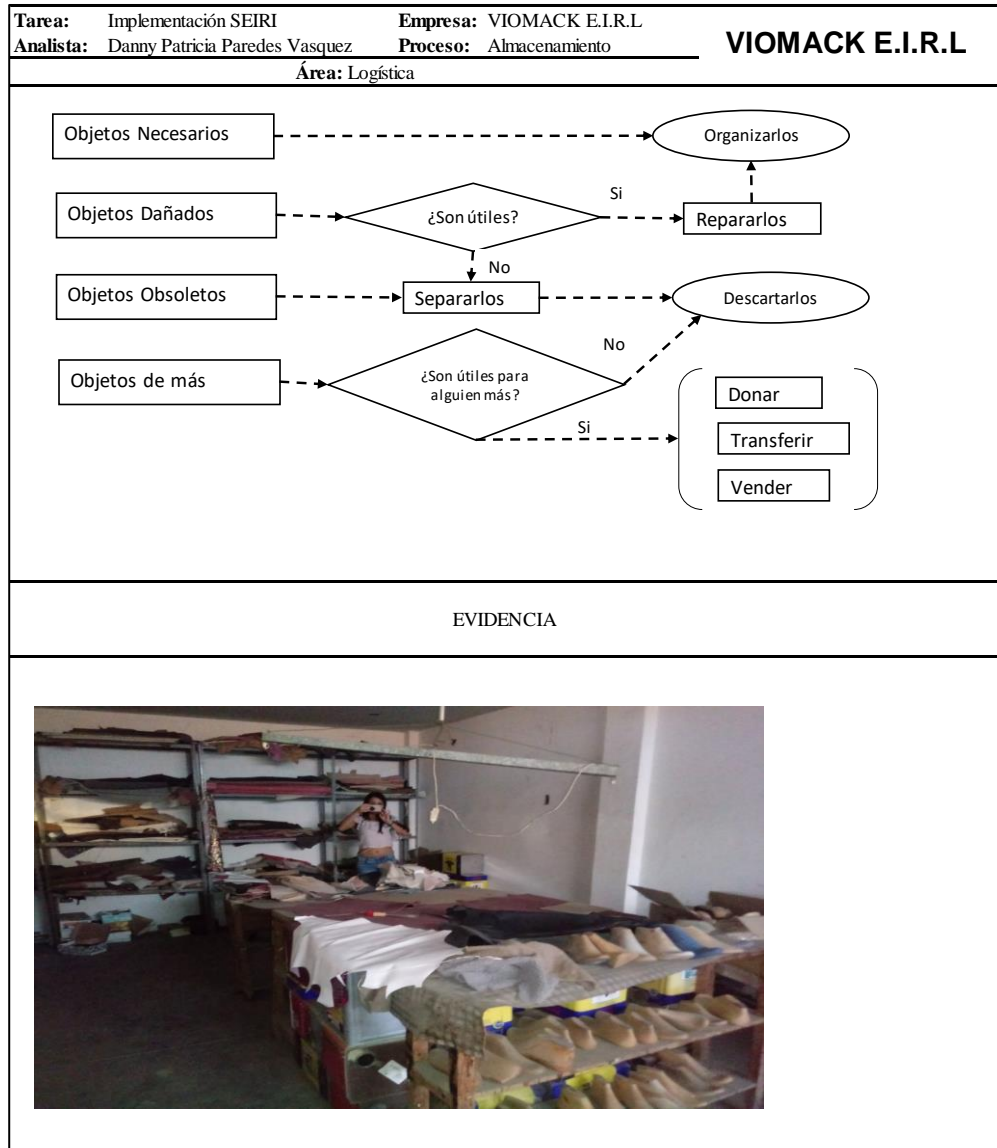 Tarea: Implementación SEIRI Empresa: VIOMACK E.I.R.L
Analista: Danny Patricia Paredes Vasquez Proceso: Almacenamiento
VIOMACK E.I.R.L
Área: Logística
Objetos Necesarios
Organizarlos
Objetos Dañados
¿Son útiles?
Si
Repararlos
No
Objetos Obsoletos
Separarlos
Descartarlos
Objetos de más
¿Son útiles para
alguien más?
No
Si
Donar
Transferir
Vender
EVIDENCIA